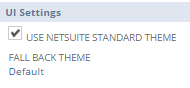 UI Settings
USE NETSUITE STANDARD THEME
FALL BACK THEME
Default